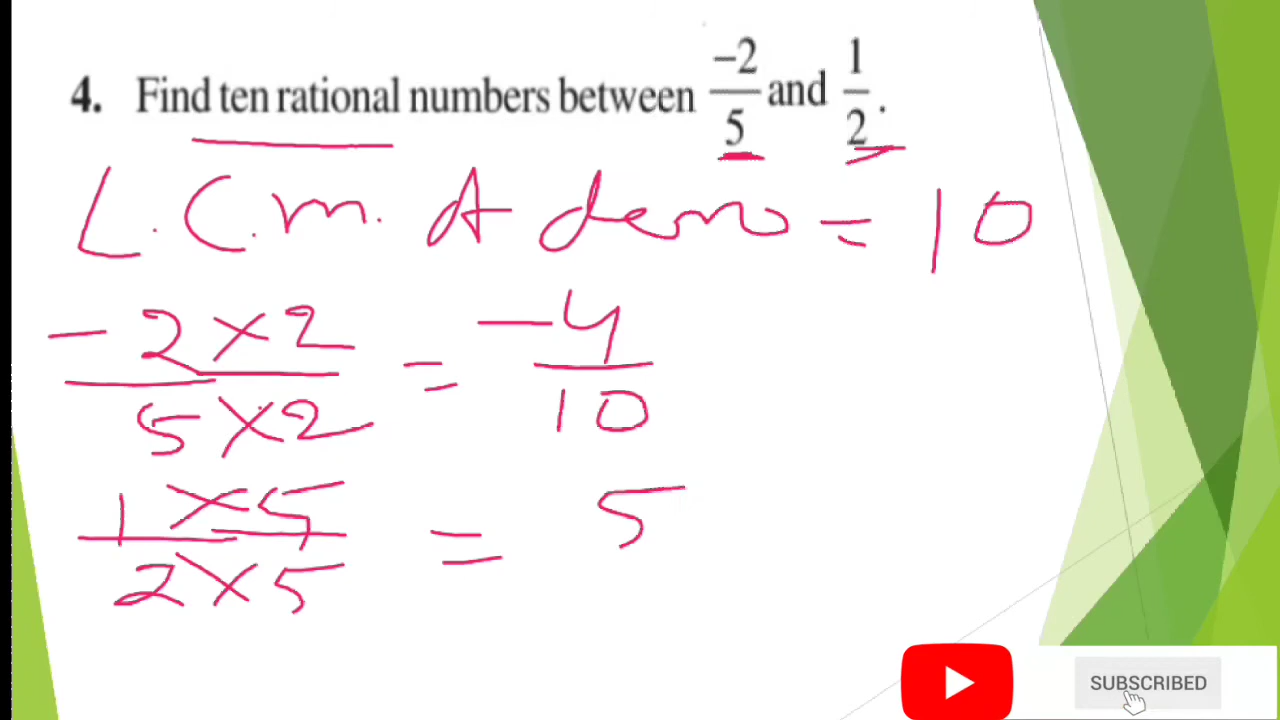 4. Find ten rational numbers between -2/5 and 1/2.
L.C.m. A deno = 10
-2×2/5×2 = -4/10
1×5/2×5 = 5
SUBSCRIBED